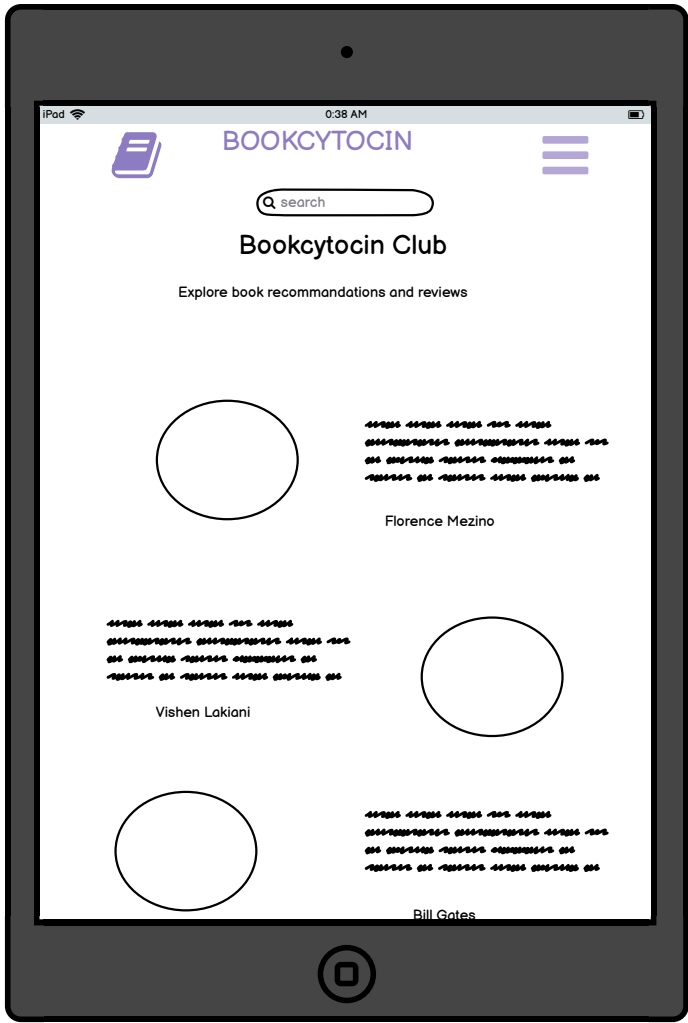 iPad
0:38 AM
BOOKCYTOCIN
search
Bookcytocin Club
Explore book recommandations and reviews
Florence Mezino
Vishen Lakiani
Bill Gates